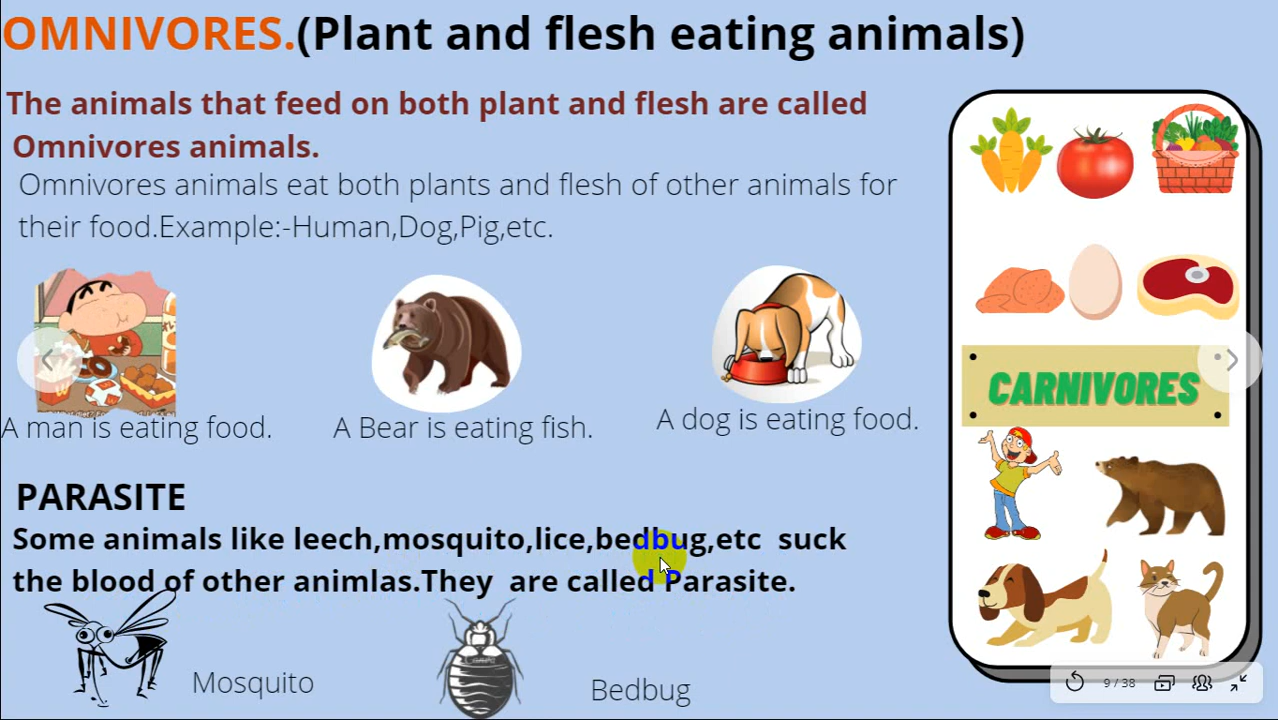 OMNIVORES.(Plant and flesh eating animals)
The animals that feed on both plant and flesh are called
Omnivores animals.
Omnivores animals eat both plants and flesh of other animals for
their food.Example:-Human,Dog,Pig,etc.
A man is eating food.
A Bear is eating fish.
A dog is eating food.
PARASITE
Some animals like leech,mosquito,lice,bedbug,etc suck
the blood of other animlas.They are called Parasite.
Mosquito
Bedbug
CARNIVORES
9 / 38